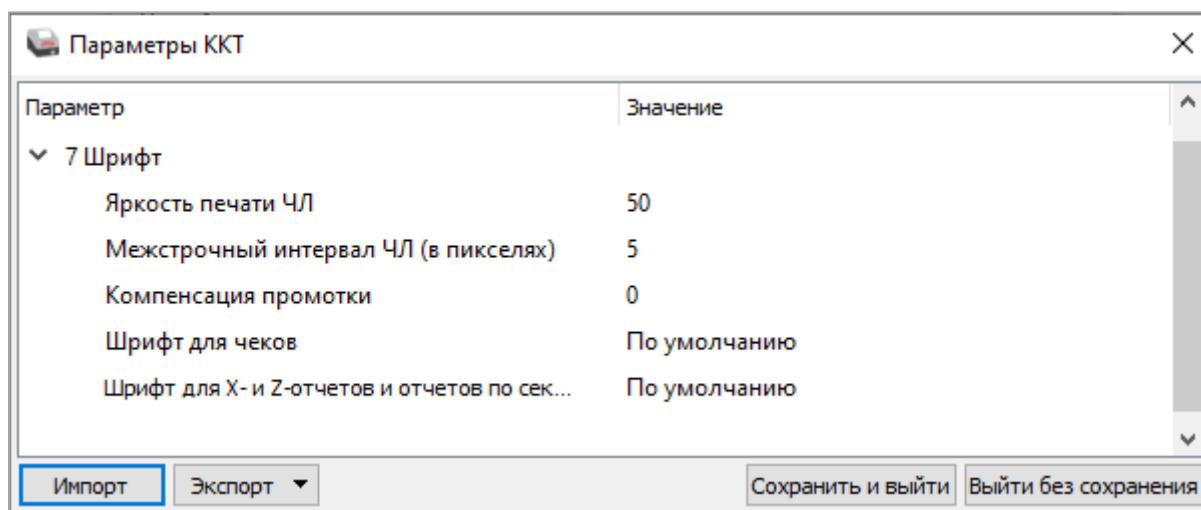 Параметры ККТ
Параметр Значение
7 Шрифт
Яркость печати ЧЛ 50
Межстрочный интервал ЧЛ (в пикселях) 5
Компенсация промотки 0
Шрифт для чеков По умолчанию
Шрифт для X- и Z-отчетов и отчетов по сек... По умолчанию
Импорт Экспорт Сохранить и выйти Выйти без сохранения